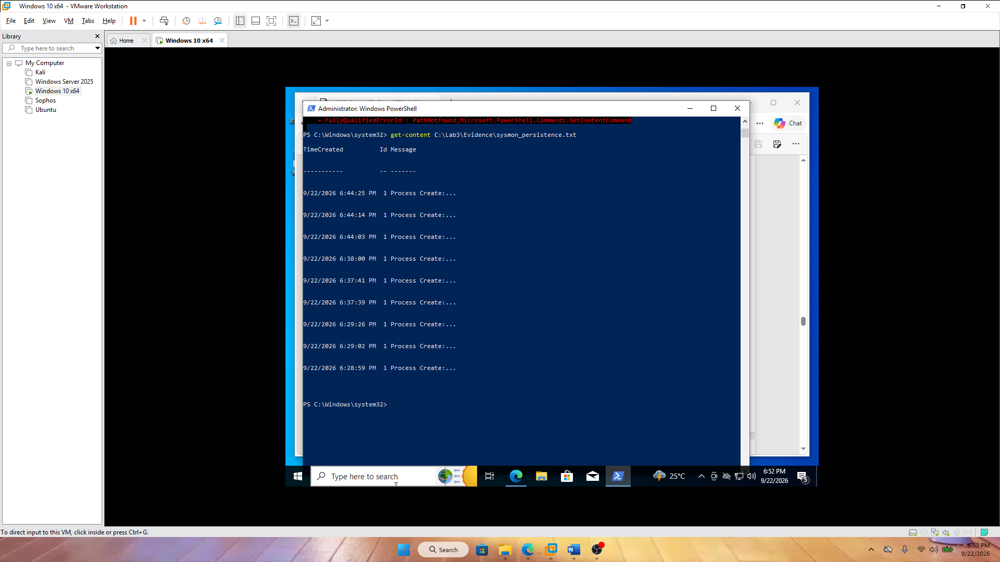 Windows 10 x64 - VMware Workstation
File Edit View VM Tabs Help
Library
Type here to search
My Computer
Kali
Windows Server 2025
Windows 10 x64
Sophos
Ubuntu
Home
Windows 10 x64
Chat
Administrator: Windows PowerShell
+ FullyQualifiedErrorId : PathNotFound,Microsoft.PowerShell.Commands.GetContentCommand
PS C:\Windows\system32> get-content C:\Lab3\Evidence\sysmon_persistence.txt
TimeCreated Id Message
----------- -- -------
9/22/2026 6:44:25 PM 1 Process Create:...
9/22/2026 6:44:14 PM 1 Process Create:...
9/22/2026 6:44:03 PM 1 Process Create:...
9/22/2026 6:38:00 PM 1 Process Create:...
9/22/2026 6:37:41 PM 1 Process Create:...
9/22/2026 6:37:39 PM 1 Process Create:...
9/22/2026 6:29:26 PM 1 Process Create:...
9/22/2026 6:29:02 PM 1 Process Create:...
9/22/2026 6:28:59 PM 1 Process Create:...
PS C:\Windows\system32>
Type here to search
25°C
6:52 PM
9/22/2026
5
To direct input to this VM, click inside or press Ctrl+G.
Search
6:52 PM
9/22/2026